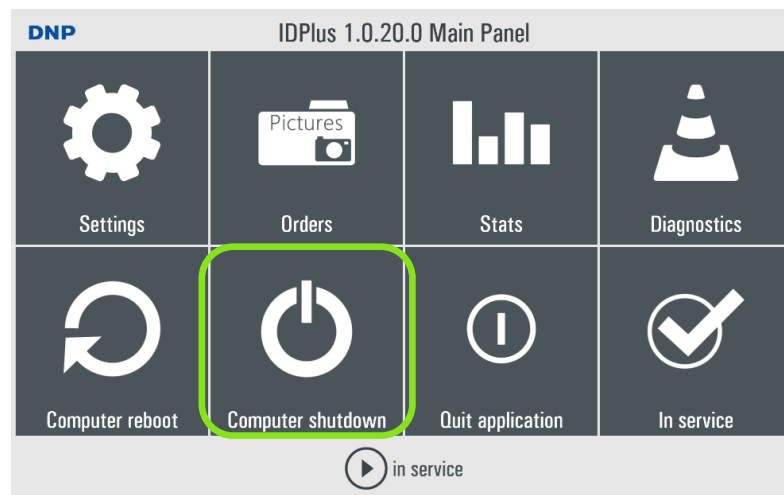 DNP IDPlus 1.0.20.0 Main Panel
Pictures
Settings Orders Stats Diagnostics
Computer reboot Computer shutdown Quit application In service
in service